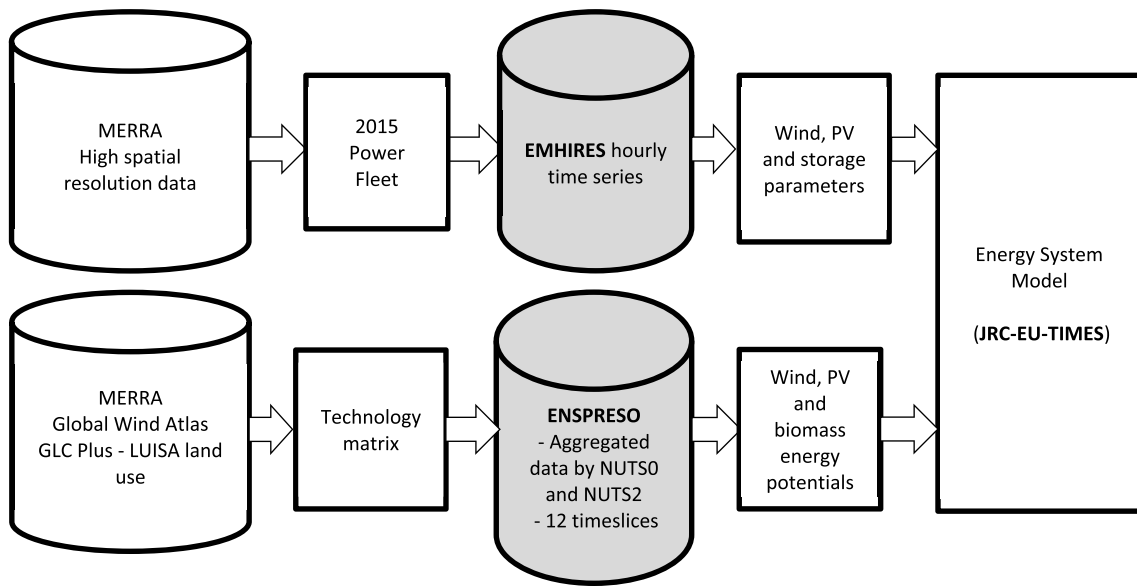 MERRA
High spatial
resolution data
2015
Power
Fleet
EMHIRES hourly
time series
Wind, PV
and storage
parameters
Energy System
Model
(JRC-EU-TIMES)
MERRA
Global Wind Atlas
GLC Plus - LUISA land
use
Technology
matrix
ENSPRESO
- Aggregated
data by NUTS0
and NUTS2
- 12 timeslices
Wind, PV
and
biomass
energy
potentials